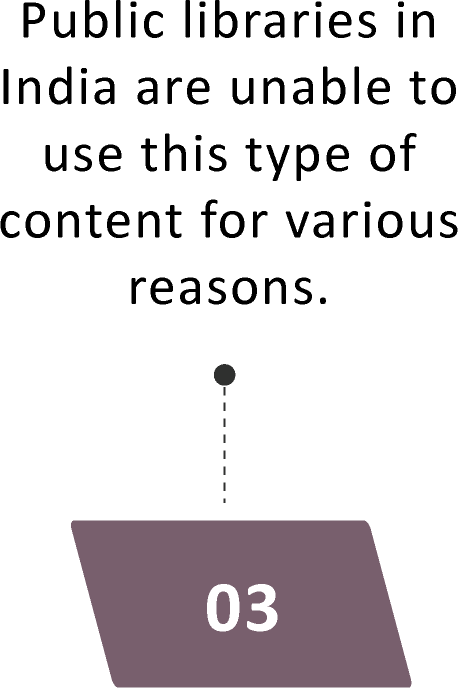 Public libraries in
India are unable to
use this type of
content for various
reasons.
03